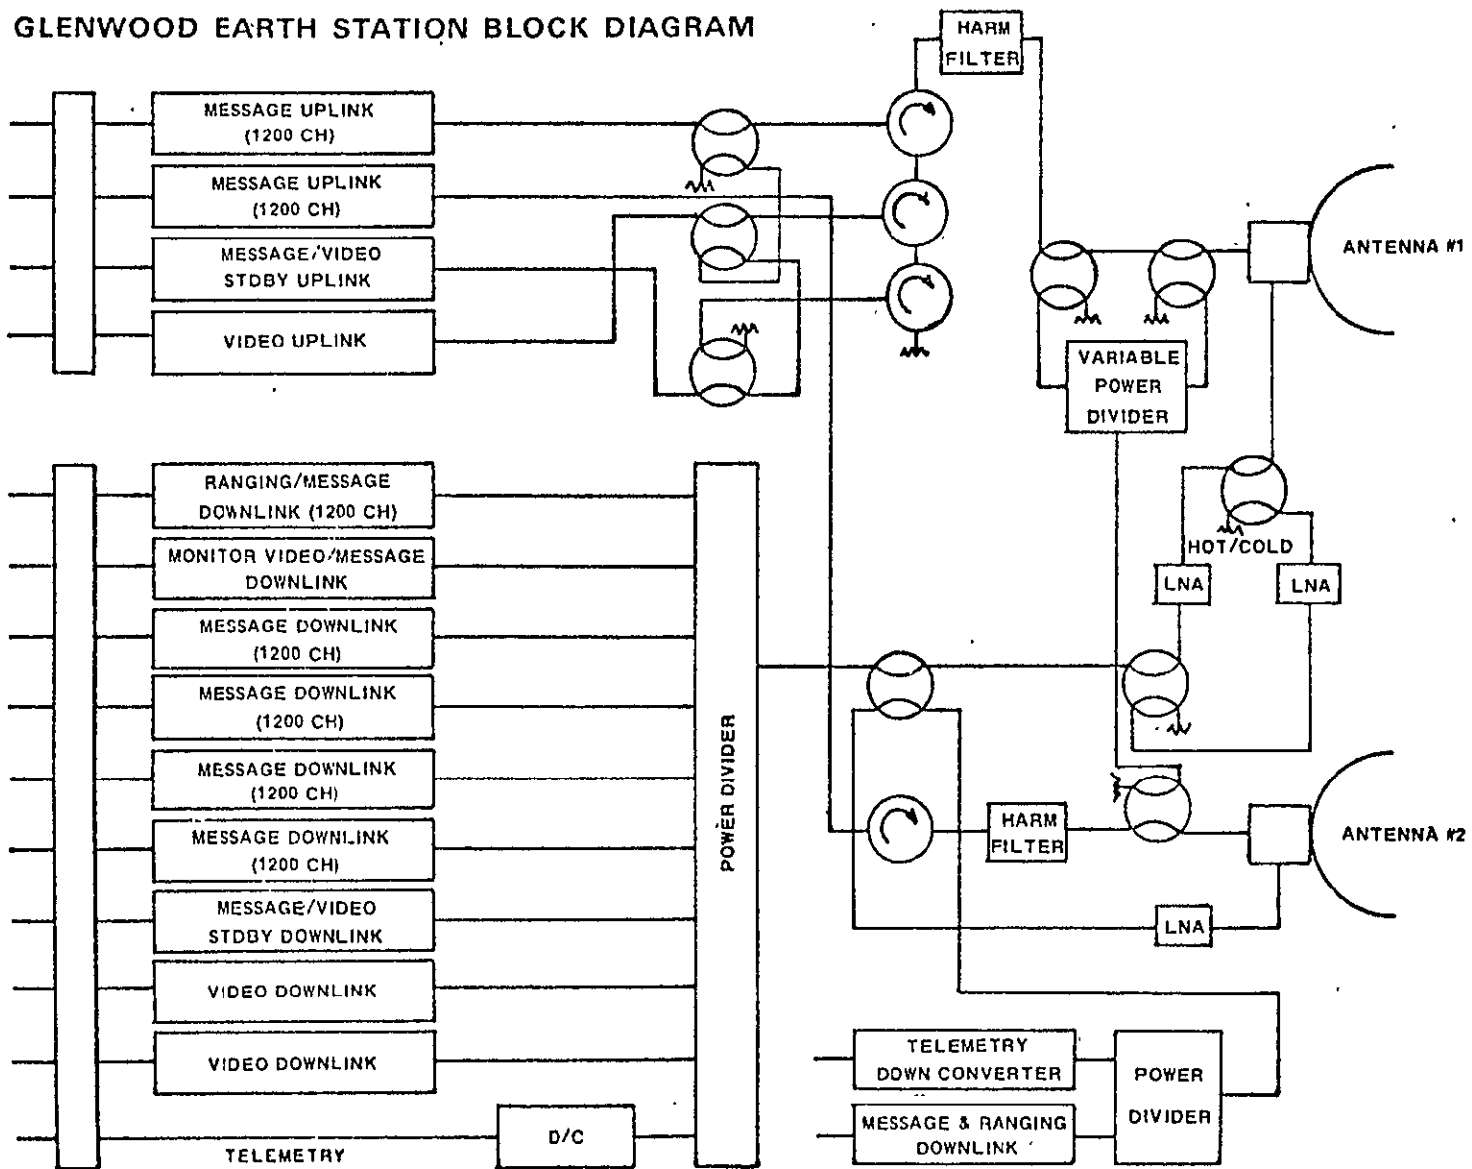 GLENWOOD EARTH STATION BLOCK DIAGRAM
HARM
FILTER
MESSAGE UPLINK
(1200 CH)
MESSAGE UPLINK
(1200 CH)
MESSAGE/VIDEO
STDBY UPLINK
VIDEO UPLINK
ANTENNA #1
VARIABLE
POWER
DIVIDER
HOT/COLD
LNA
LNA
RANGING/MESSAGE
DOWNLINK (1200 CH)
MONITOR VIDEO/MESSAGE
DOWNLINK
MESSAGE DOWNLINK
(1200 CH)
MESSAGE DOWNLINK
(1200 CH)
MESSAGE DOWNLINK
(1200 CH)
MESSAGE DOWNLINK
(1200 CH)
MESSAGE/VIDEO
STDBY DOWNLINK
VIDEO DOWNLINK
VIDEO DOWNLINK
TELEMETRY
D/C
POWER DIVIDER
HARM
FILTER
ANTENNA #2
LNA
TELEMETRY
DOWN CONVERTER
MESSAGE & RANGING
DOWNLINK
POWER
DIVIDER